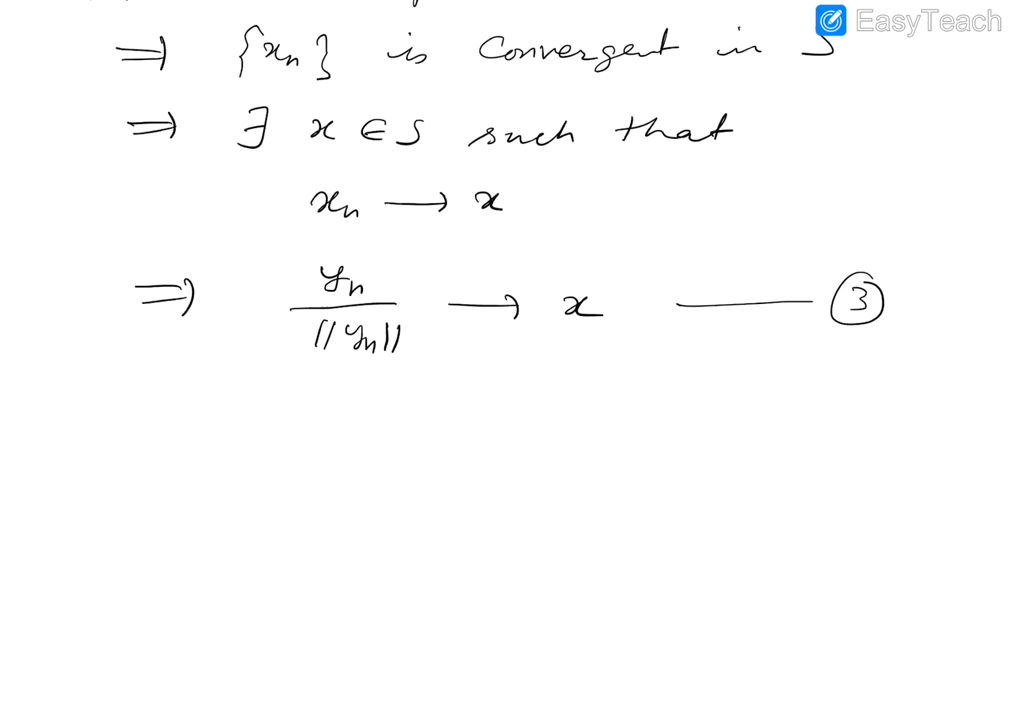 EasyTeach
⇒ {xₙ} is convergent in S
⇒ ∃ x ∈ S such that
xₙ ⟶ x
⇒ yₙ / ||yₙ|| ⟶ x ——— ③